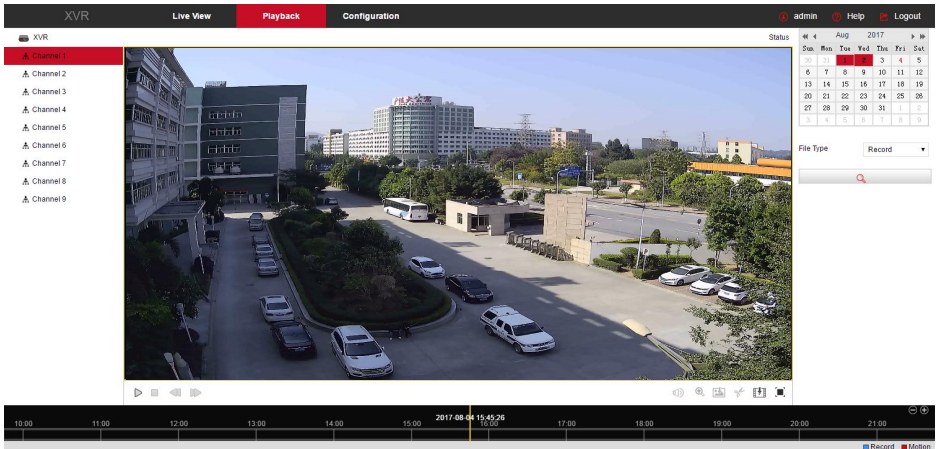 XVR Live View Playback Configuration admin Help Logout
XVR
Status
Channel 1
Channel 2
Channel 3
Channel 4
Channel 5
Channel 6
Channel 7
Channel 8
Channel 9
Aug 2017
Sun Mon Tue Wed Thu Fri Sat
30 31 1 2 3 4 5
6 7 8 9 10 11 12
13 14 15 16 17 18 19
20 21 22 23 24 25 26
27 28 29 30 31 1 2
3 4 5 6 7 8 9
File Type Record
2017-08-04 15:45:26
10:00 11:00 12:00 13:00 14:00 15:00 16:00 17:00 18:00 19:00 20:00 21:00
Record Motion